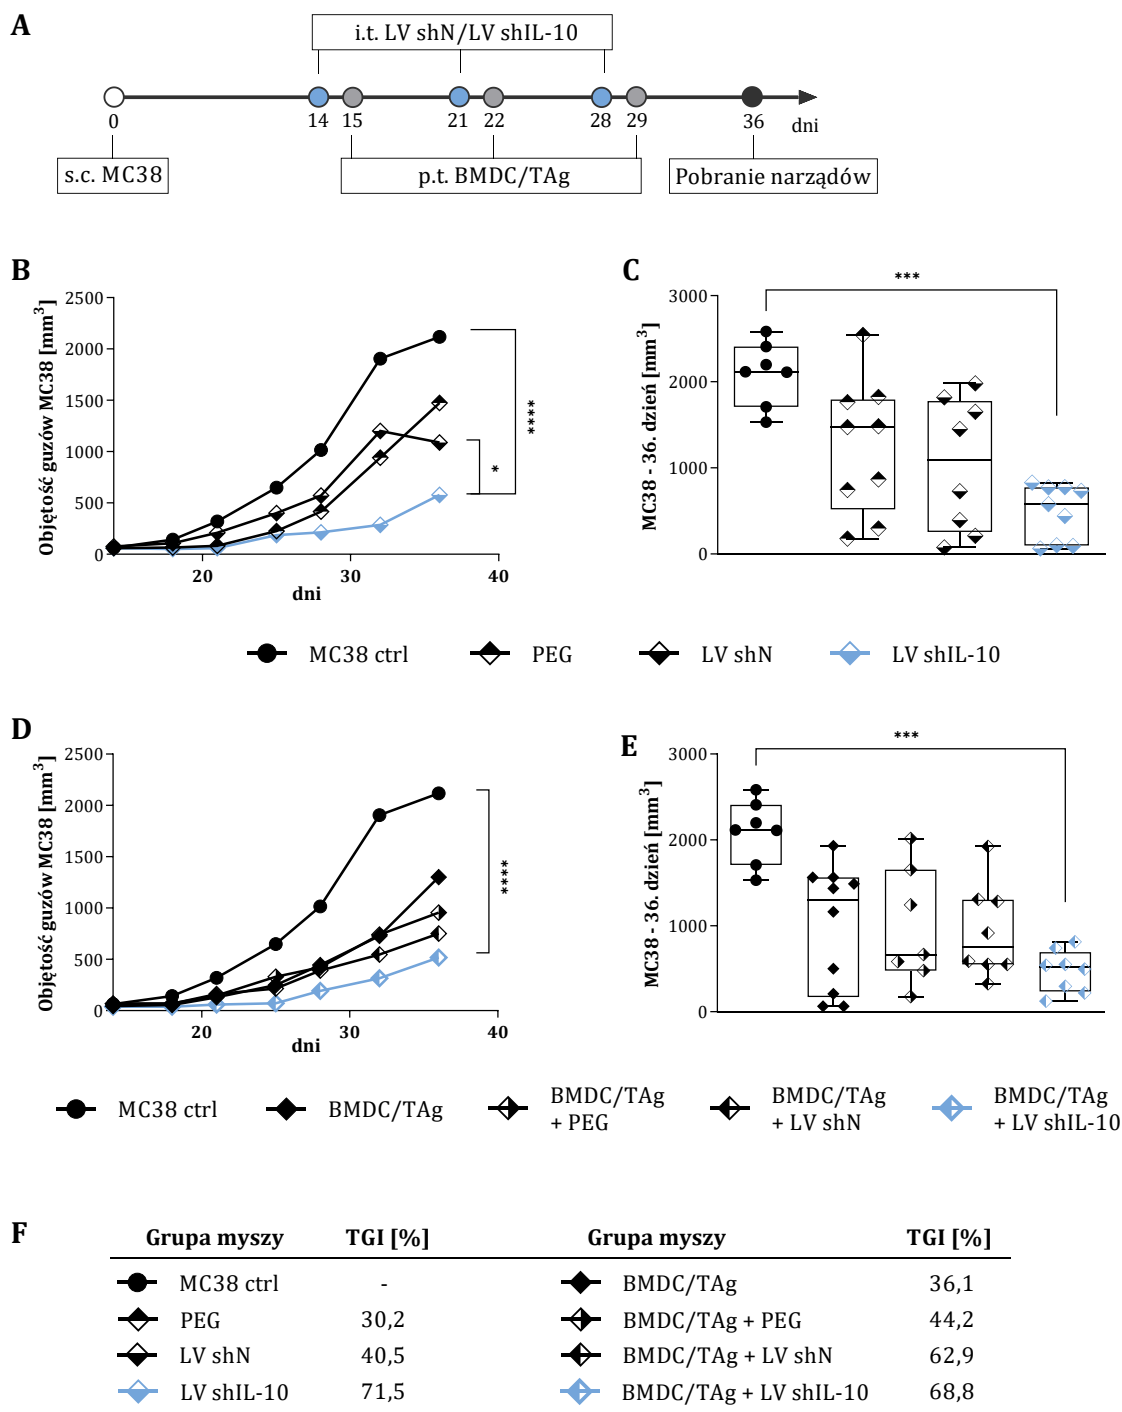 A
i.t. LV shN/LV shIL-10
0 14 15 21 22 28 29 36 dni
s.c. MC38
p.t. BMDC/TAg
Pobranie narządów
B
Objętość guzów MC38 [mm3]
2500
2000
1500
1000
500
0
20 30 40
dni
****
*
C
MC38 - 36. dzień [mm3]
3000
2000
1000
0
***
MC38 ctrl PEG LV shN LV shIL-10
D
Objętość guzów MC38 [mm3]
2500
2000
1500
1000
500
0
20 30 40
dni
****
E
MC38 - 36. dzień [mm3]
3000
2000
1000
0
***
MC38 ctrl
BMDC/TAg
BMDC/TAg
+ PEG
BMDC/TAg
+ LV shN
BMDC/TAg
+ LV shIL-10
F
Grupa myszy TGI [%] Grupa myszy TGI [%]
MC38 ctrl - BMDC/TAg 36,1
PEG 30,2 BMDC/TAg + PEG 44,2
LV shN 40,5 BMDC/TAg + LV shN 62,9
LV shIL-10 71,5 BMDC/TAg + LV shIL-10 68,8